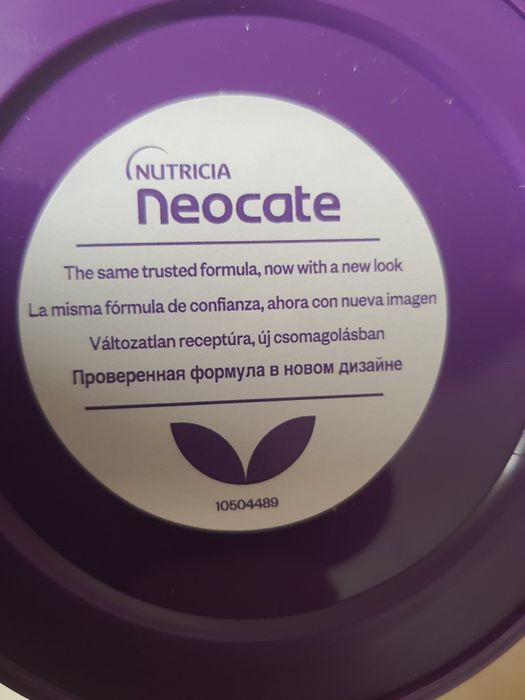 NUTRICIA
neocate
The same trusted formula, now with a new look
La misma fórmula de confianza, ahora con nueva imagen
Változatlan receptúra, új csomagolásban
Проверенная формула в новом дизайне
10504489